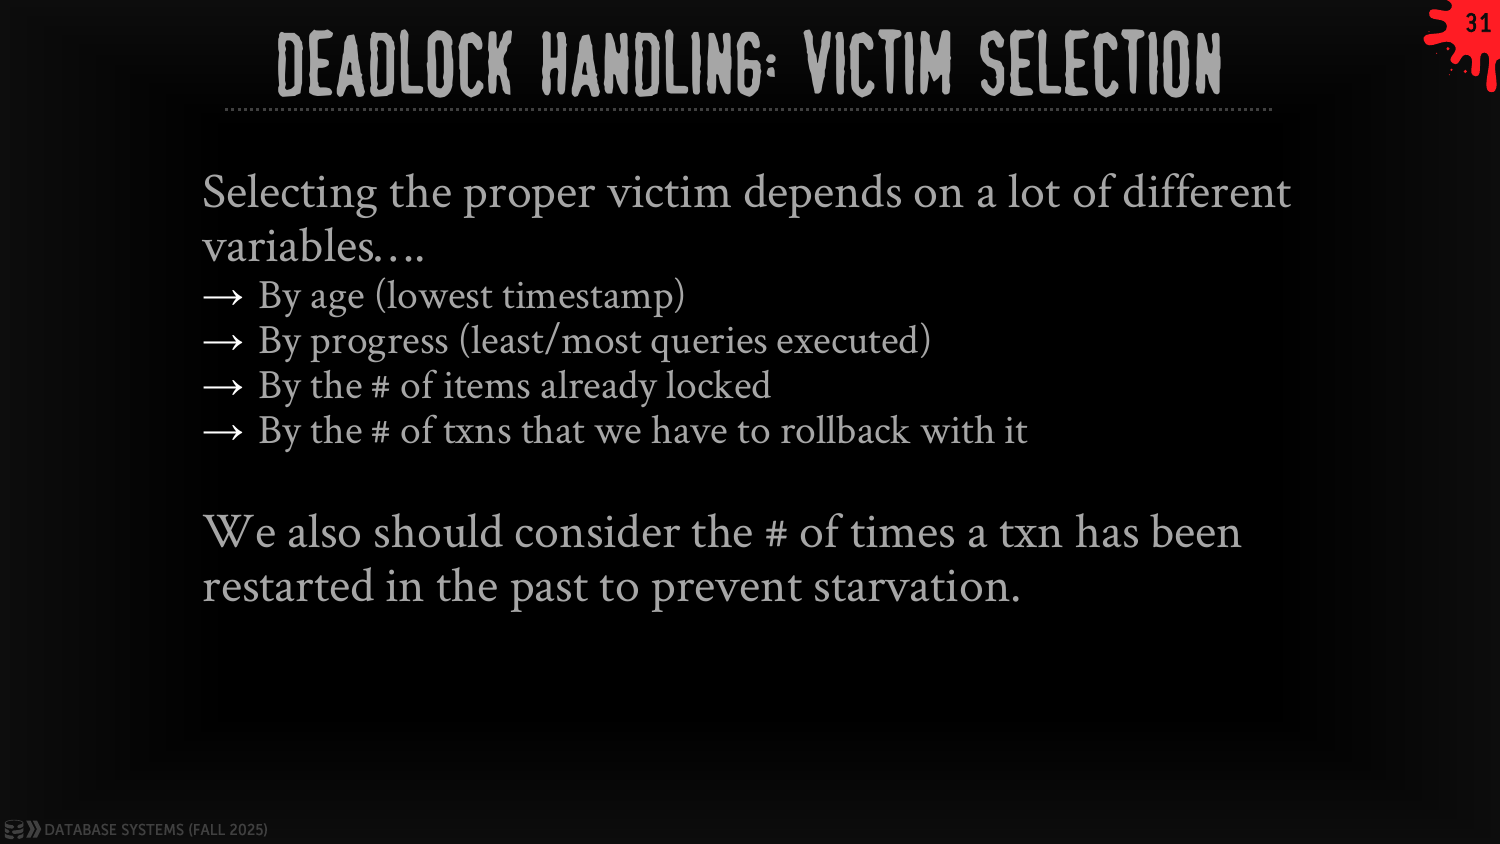 31
DEADLOCK HANDLING: VICTIM SELECTION
Selecting the proper victim depends on a lot of different
variables….
→ By age (lowest timestamp)
→ By progress (least/most queries executed)
→ By the # of items already locked
→ By the # of txns that we have to rollback with it
We also should consider the # of times a txn has been
restarted in the past to prevent starvation.
DATABASE SYSTEMS (FALL 2025)